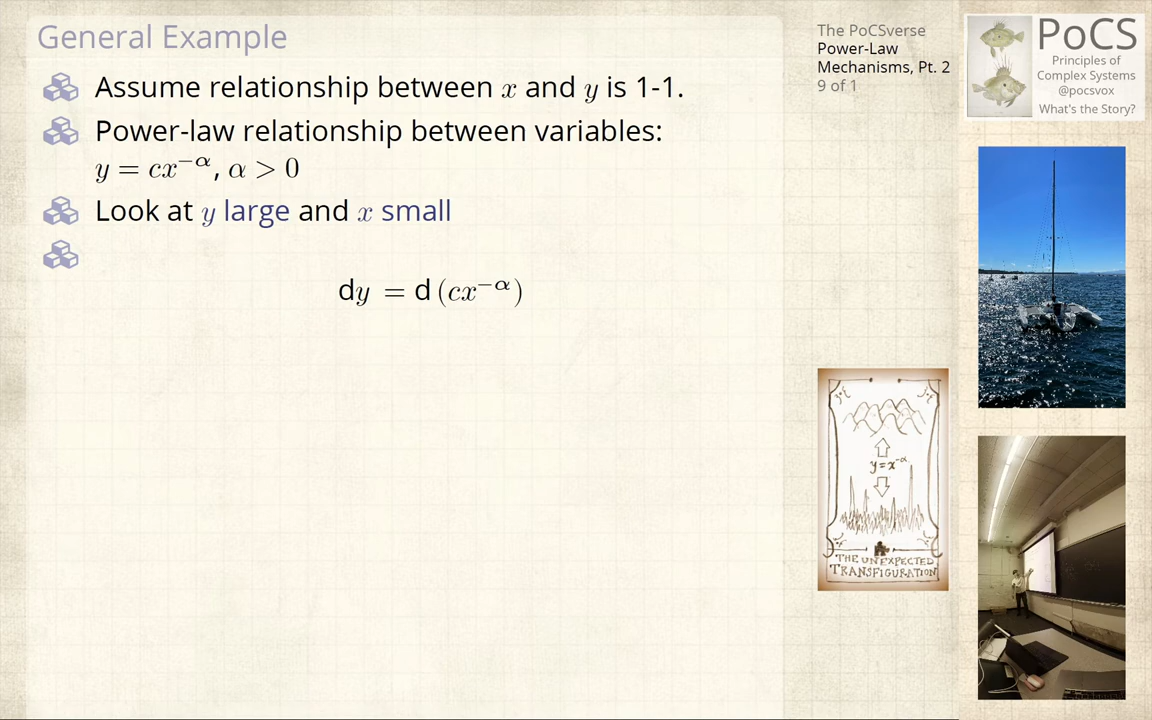 General Example
Assume relationship between x and y is 1-1.
Power-law relationship between variables:
y = cx^{−α}, α > 0
Look at y large and x small
dy = d (cx^{−α})
The PoCSverse
Power-Law
Mechanisms, Pt. 2
9 of 1
PoCS
Principles of
Complex Systems
@pocsvox
What's the Story?
y=x^{-α}
THE UNEXPECTED
TRANSFIGURATION